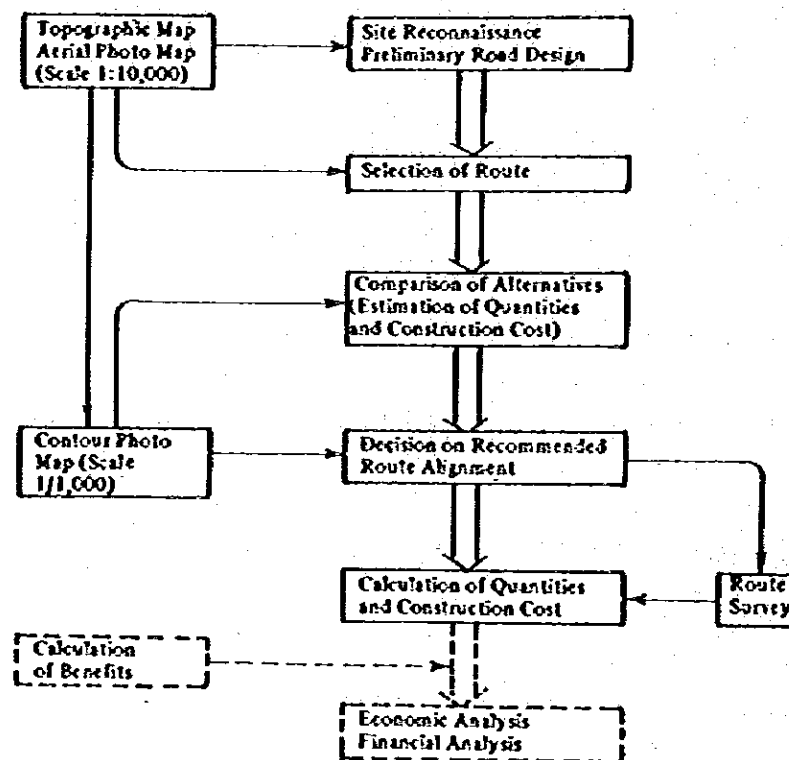 Topographic Map
Aerial Photo Map
(Scale 1:10,000)
Site Reconnaissance
Preliminary Road Design
Selection of Route
Comparison of Alternatives
(Estimation of Quantities
and Construction Cost)
Contour Photo
Map (Scale
1/1,000)
Decision on Recommended
Route Alignment
Calculation of Quantities
and Construction Cost
Route
Survey
Calculation
of Benefits
Economic Analysis
Financial Analysis